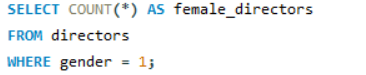 SELECT COUNT(*) AS female_directors
FROM directors
WHERE gender = 1;